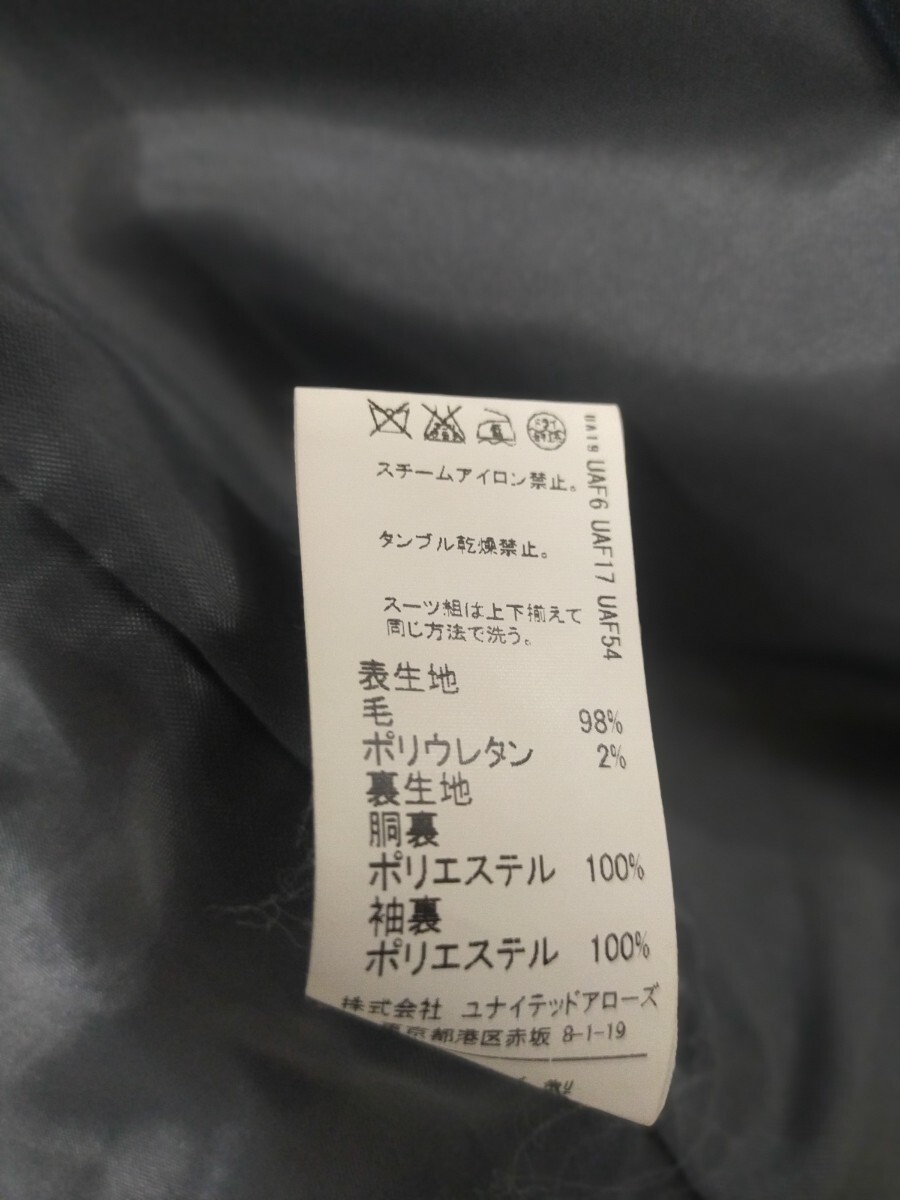 スチームアイロン禁止。
タンブル乾燥禁止。
スーツ組は上下揃えて
同じ方法で洗う。
UA19 UAF6 UAF17 UAF54
表生地
毛 98%
ポリウレタン 2%
裏生地
胴裏
ポリエステル 100%
袖裏
ポリエステル 100%
株式会社 ユナイテッドアローズ
東京都港区赤坂 8-1-19
製